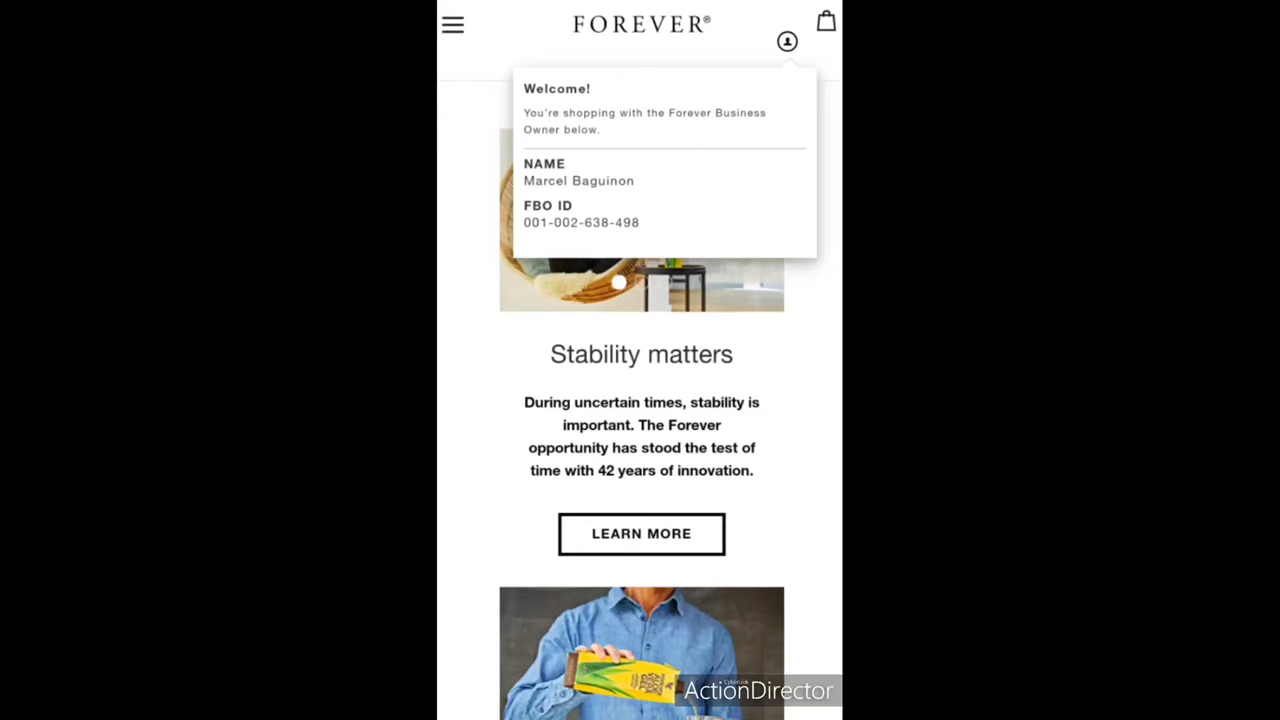 FOREVER®
Welcome!
You're shopping with the Forever Business
Owner below.
NAME
Marcel Baguinon
FBO ID
001-002-638-498
Stability matters
During uncertain times, stability is
important. The Forever
opportunity has stood the test of
time with 42 years of innovation.
LEARN MORE
CyberLink
ActionDirector